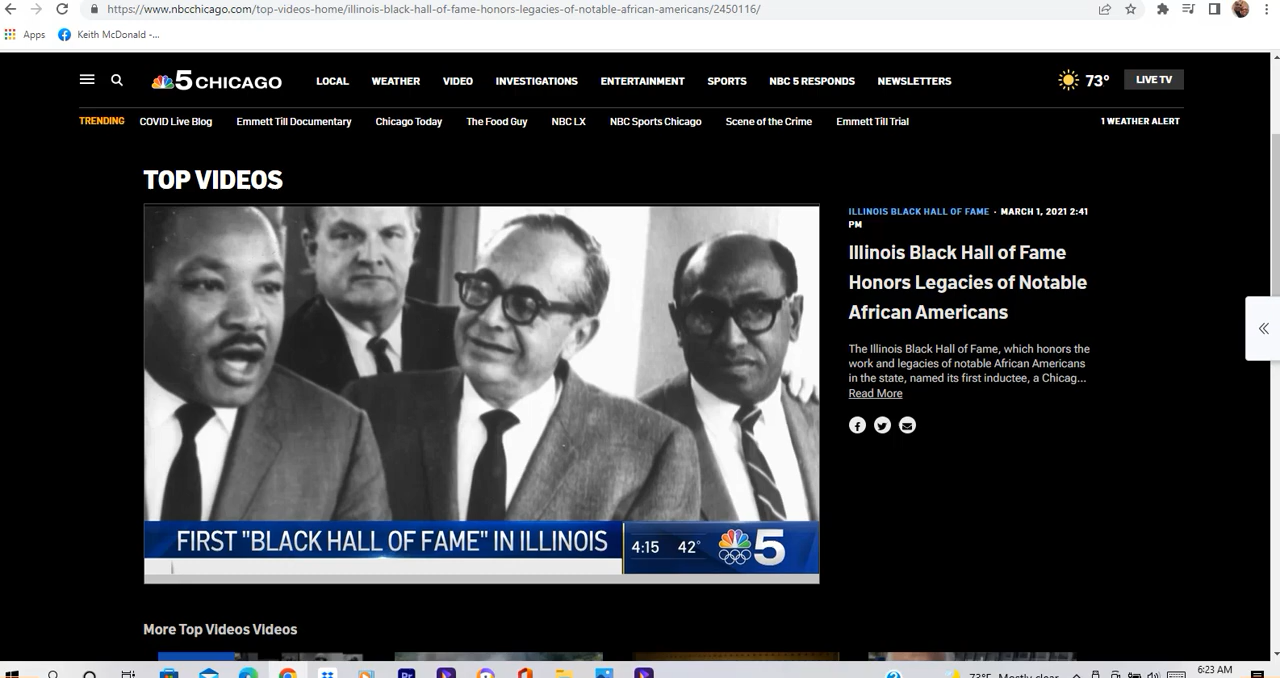 https://www.nbcchicago.com/top-videos-home/illinois-black-hall-of-fame-honors-legacies-of-notable-african-americans/2450116/
Apps Keith McDonald -...
5 CHICAGO LOCAL WEATHER VIDEO INVESTIGATIONS ENTERTAINMENT SPORTS NBC 5 RESPONDS NEWSLETTERS 73° LIVE TV
TRENDING COVID Live Blog Emmett Till Documentary Chicago Today The Food Guy NBC LX NBC Sports Chicago Scene of the Crime Emmett Till Trial 1 WEATHER ALERT
TOP VIDEOS
FIRST "BLACK HALL OF FAME" IN ILLINOIS 4:15 42° 5
ILLINOIS BLACK HALL OF FAME • MARCH 1, 2021 2:41
PM
Illinois Black Hall of Fame
Honors Legacies of Notable
African Americans
The Illinois Black Hall of Fame, which honors the
work and legacies of notable African Americans
in the state, named its first inductee, a Chicag...
Read More
More Top Videos Videos
Pr 73°F Mostly clear 6:23 AM